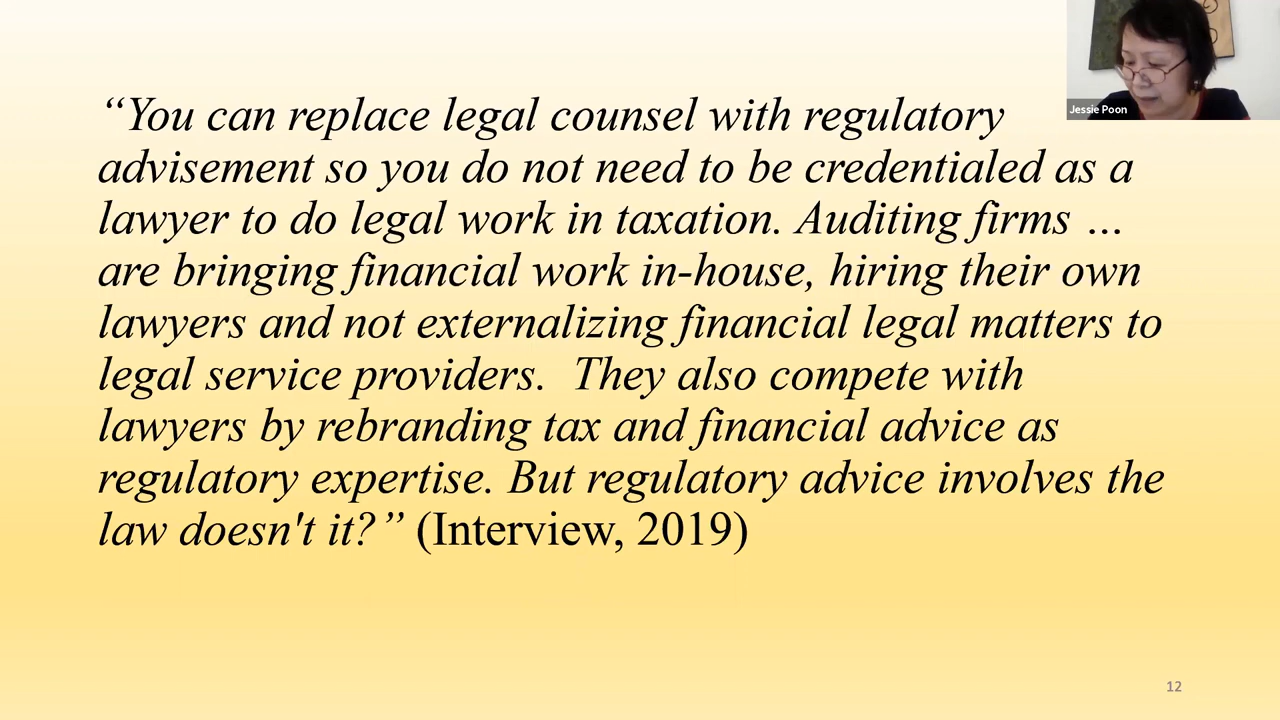 “You can replace legal counsel with regulatory
advisement so you do not need to be credentialed as a
lawyer to do legal work in taxation. Auditing firms …
are bringing financial work in-house, hiring their own
lawyers and not externalizing financial legal matters to
legal service providers.  They also compete with
lawyers by rebranding tax and financial advice as
regulatory expertise. But regulatory advice involves the
law doesn't it?” (Interview, 2019)
Jessie Poon
12